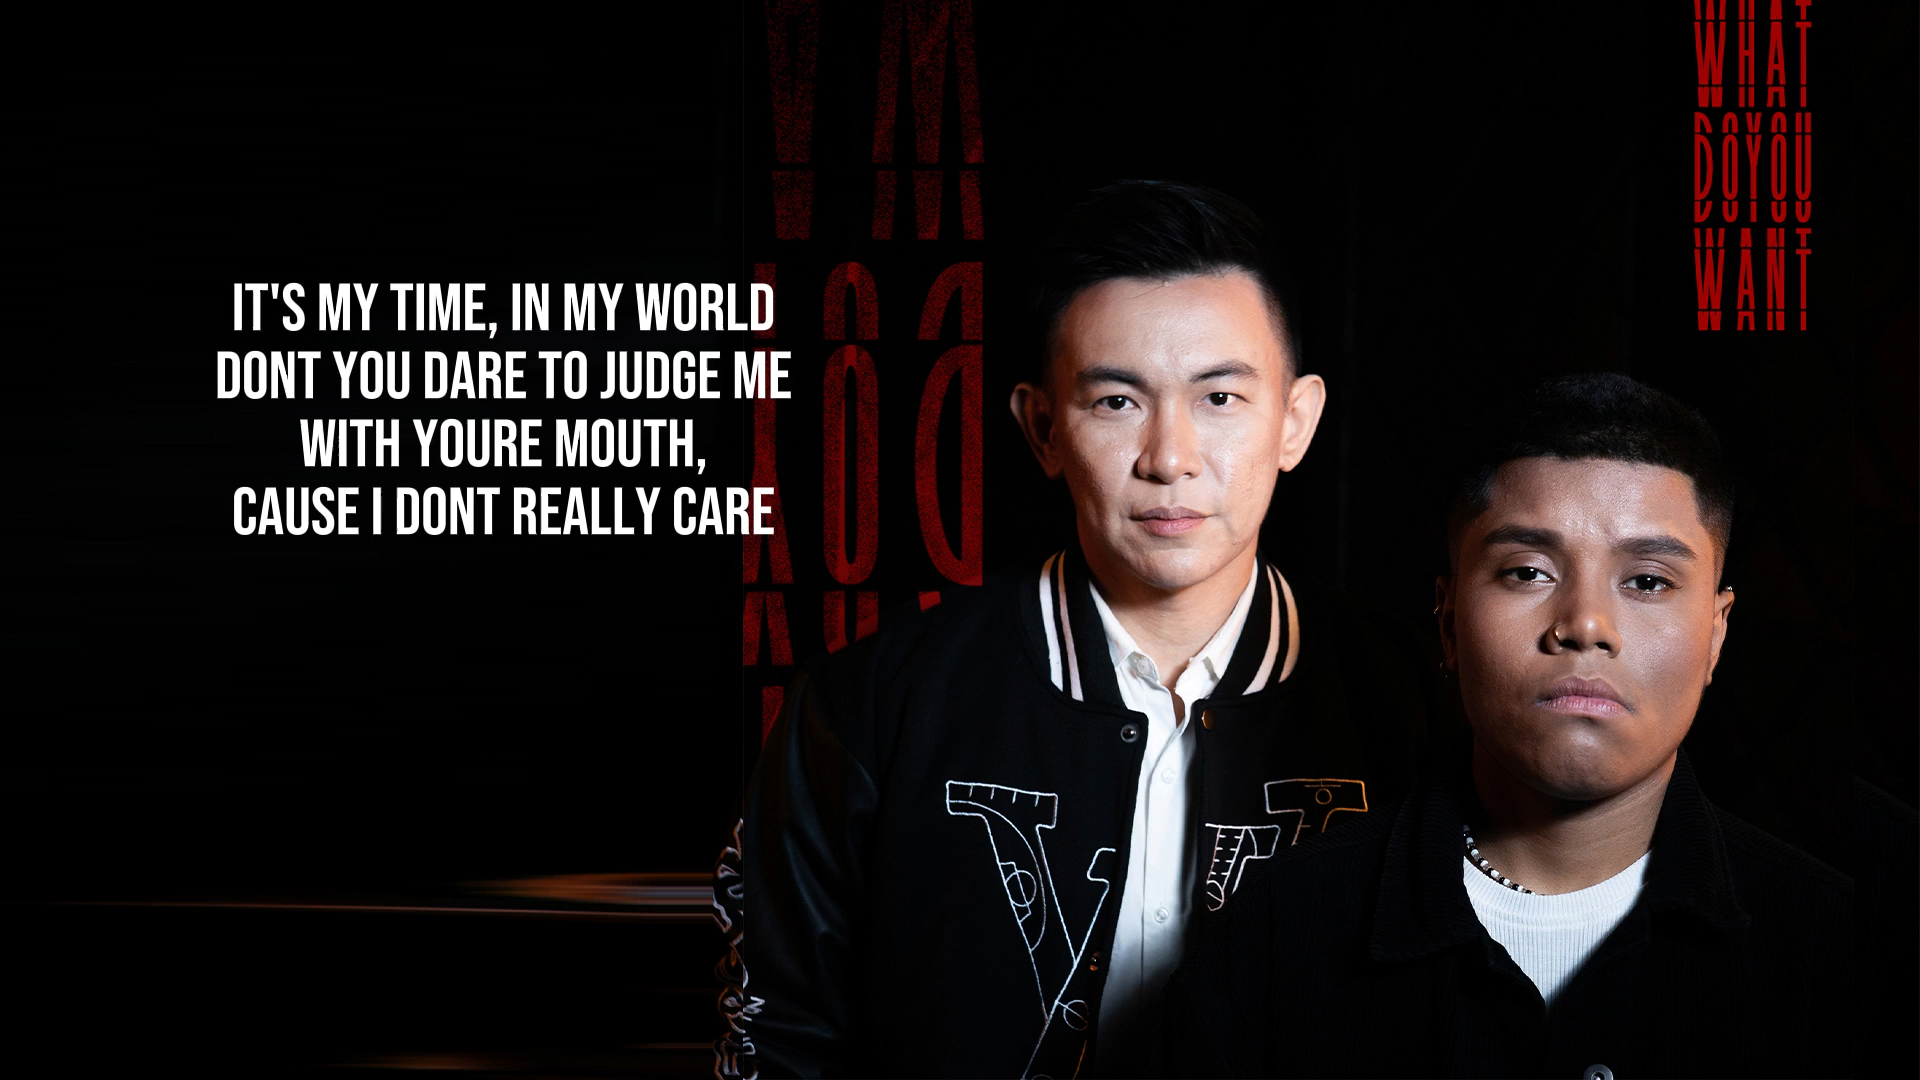 IT'S MY TIME, IN MY WORLD
DONT YOU DARE TO JUDGE ME
WITH YOURE MOUTH,
CAUSE I DONT REALLY CARE
WHAT
DOYOU
WANT